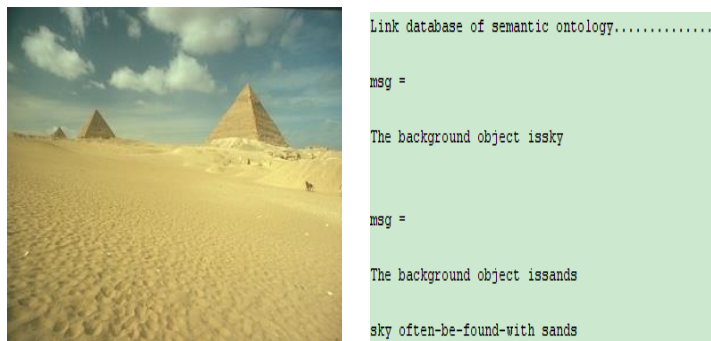 Link database of semantic ontology..............
msg =
The background object issky
msg =
The background object issands
sky often-be-found-with sands